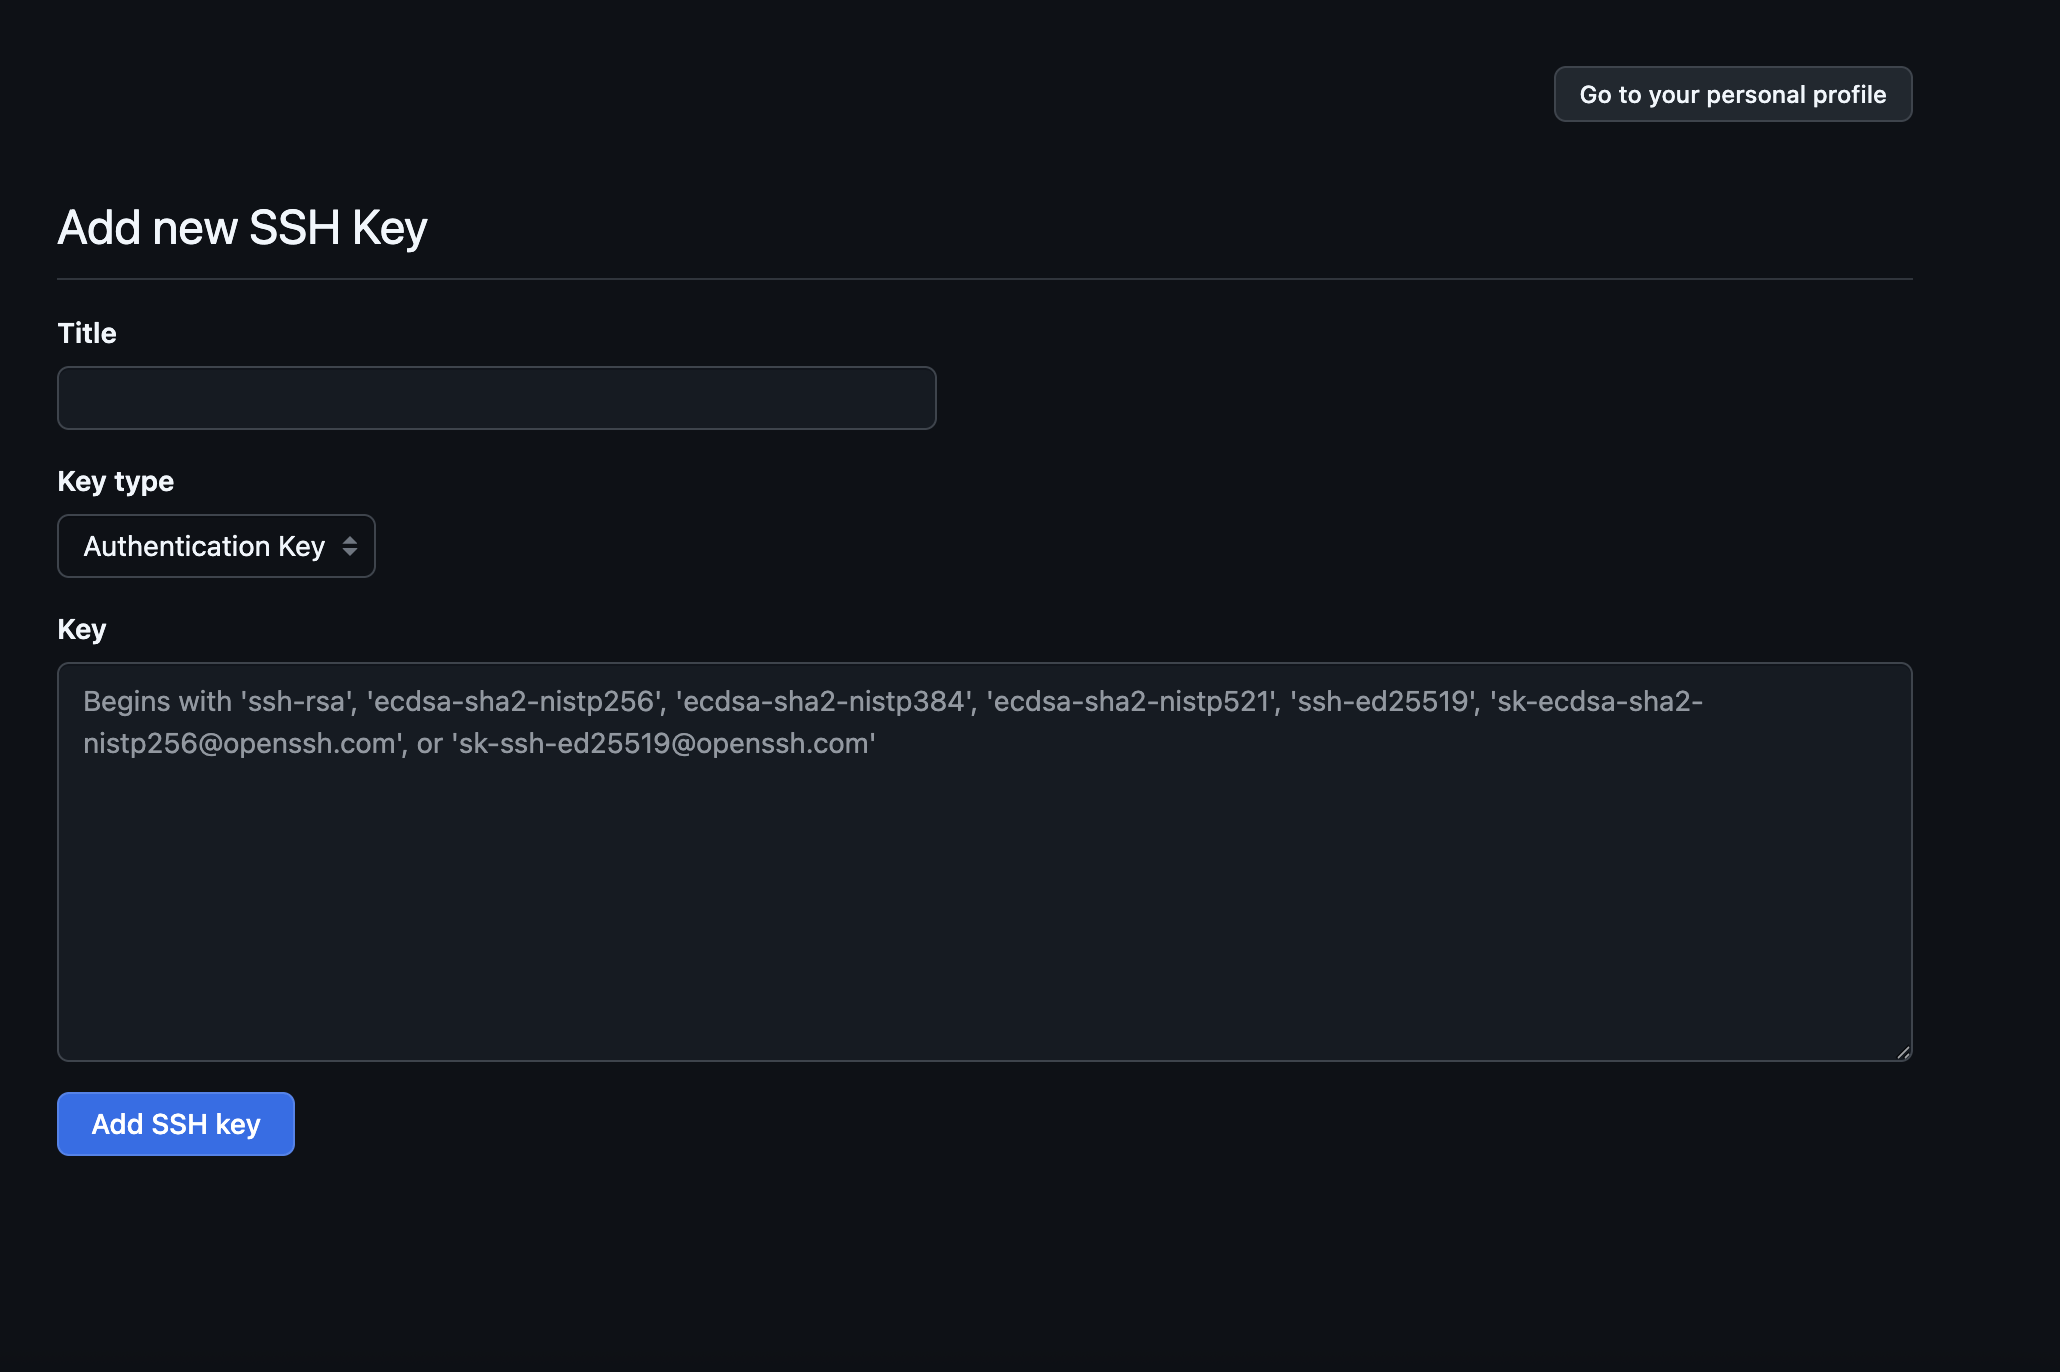 Go to your personal profile
Add new SSH Key
Title
Key type
Authentication Key
Key
Begins with 'ssh-rsa', 'ecdsa-sha2-nistp256', 'ecdsa-sha2-nistp384', 'ecdsa-sha2-nistp521', 'ssh-ed25519', 'sk-ecdsa-sha2-
nistp256@openssh.com', or 'sk-ssh-ed25519@openssh.com'
Add SSH key